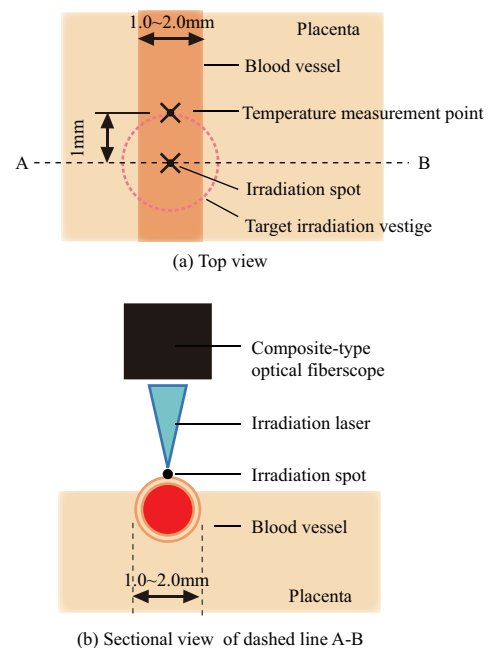 1.0~2.0mm
Placenta
Blood vessel
Temperature measurement point
1mm
A
B
Irradiation spot
Target irradiation vestige
(a) Top view
Composite-type
optical fiberscope
Irradiation laser
Irradiation spot
Blood vessel
1.0~2.0mm
Placenta
(b) Sectional view of dashed line A-B